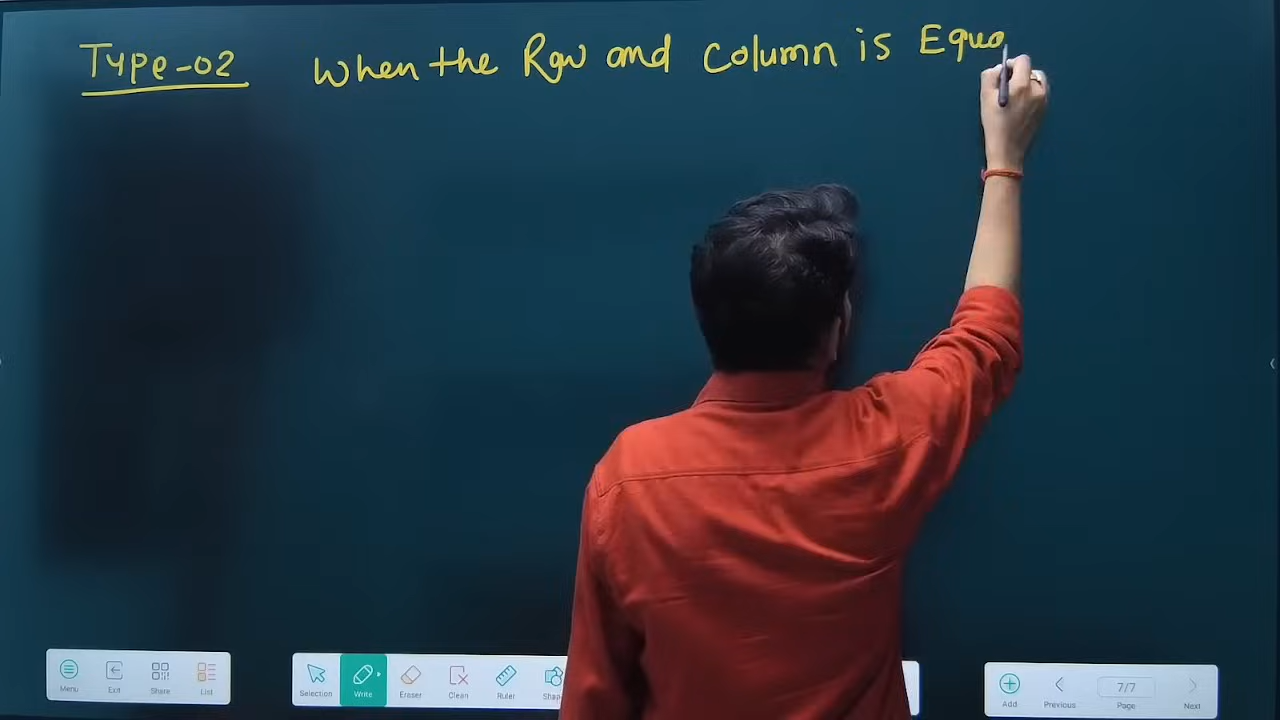 Type-02 When the Row and column is Equa
Menu Exit Share List Selection Write Eraser Clean Ruler Add Previous 7/7 Page Next